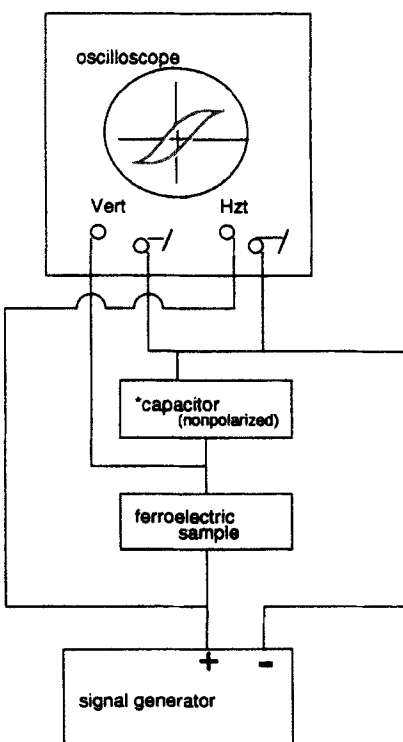 oscilloscope
Vert
Hzt
*capacitor
(nonpolarized)
ferroelectric
sample
+ -
signal generator